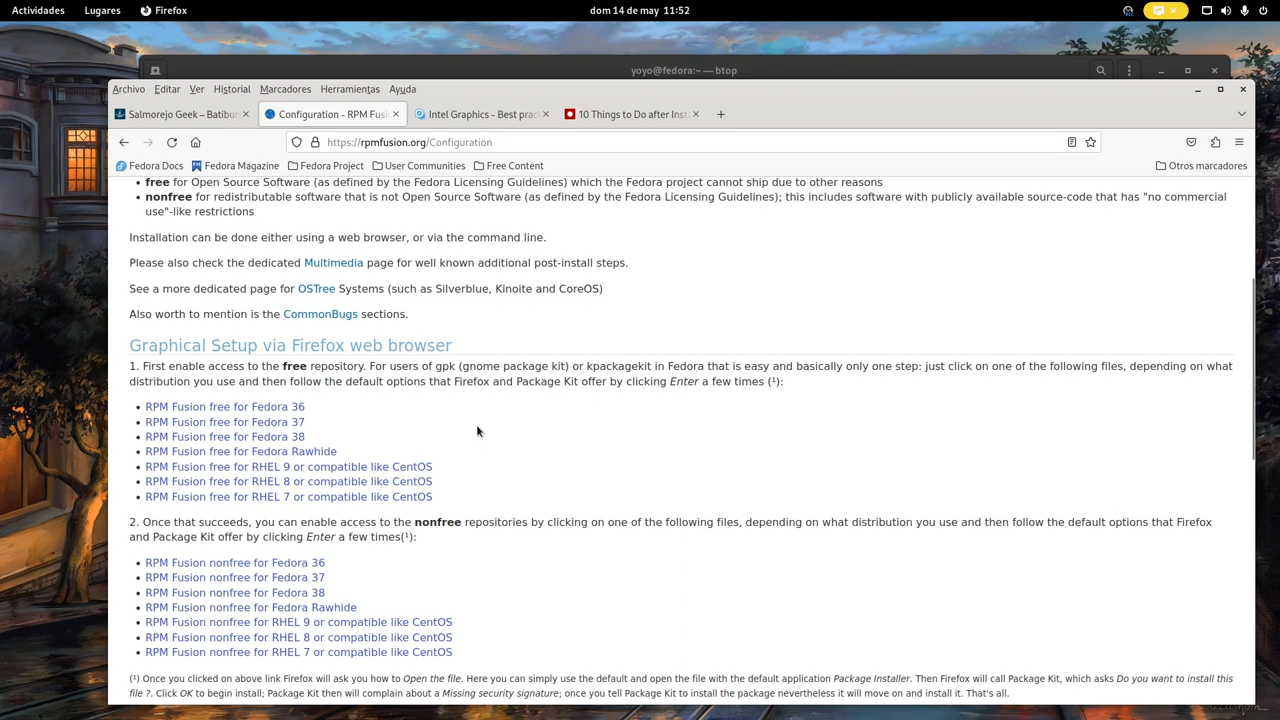 Actividades Lugares Firefox dom 14 de may 11:52
yoyo@fedora:~ — btop
Archivo Editar Ver Historial Marcadores Herramientas Ayuda
Salmorejo Geek – Batibur Configuration - RPM Fusi Intel Graphics - Best prac 10 Things to Do after Inst
https://rpmfusion.org/Configuration
Fedora Docs Fedora Magazine Fedora Project User Communities Free Content Otros marcadores
• free for Open Source Software (as defined by the Fedora Licensing Guidelines) which the Fedora project cannot ship due to other reasons
• nonfree for redistributable software that is not Open Source Software (as defined by the Fedora Licensing Guidelines); this includes software with publicly available source-code that has "no commercial
use"-like restrictions
Installation can be done either using a web browser, or via the command line.
Please also check the dedicated Multimedia page for well known additional post-install steps.
See a more dedicated page for OSTree Systems (such as Silverblue, Kinoite and CoreOS)
Also worth to mention is the CommonBugs sections.
Graphical Setup via Firefox web browser
1. First enable access to the free repository. For users of gpk (gnome package kit) or kpackagekit in Fedora that is easy and basically only one step: just click on one of the following files, depending on what
distribution you use and then follow the default options that Firefox and Package Kit offer by clicking Enter a few times (¹):
• RPM Fusion free for Fedora 36
• RPM Fusion free for Fedora 37
• RPM Fusion free for Fedora 38
• RPM Fusion free for Fedora Rawhide
• RPM Fusion free for RHEL 9 or compatible like CentOS
• RPM Fusion free for RHEL 8 or compatible like CentOS
• RPM Fusion free for RHEL 7 or compatible like CentOS
2. Once that succeeds, you can enable access to the nonfree repositories by clicking on one of the following files, depending on what distribution you use and then follow the default options that Firefox
and Package Kit offer by clicking Enter a few times(¹):
• RPM Fusion nonfree for Fedora 36
• RPM Fusion nonfree for Fedora 37
• RPM Fusion nonfree for Fedora 38
• RPM Fusion nonfree for Fedora Rawhide
• RPM Fusion nonfree for RHEL 9 or compatible like CentOS
• RPM Fusion nonfree for RHEL 8 or compatible like CentOS
• RPM Fusion nonfree for RHEL 7 or compatible like CentOS
(¹) Once you clicked on above link Firefox will ask you how to Open the file. Here you can simply use the default and open the file with the default application Package Installer. Then Firefox will call Package Kit, which asks Do you want to install this
file ?. Click OK to begin install; Package Kit then will complain about a Missing security signature; once you tell Package Kit to install the package nevertheless it will move on and install it. That's all.